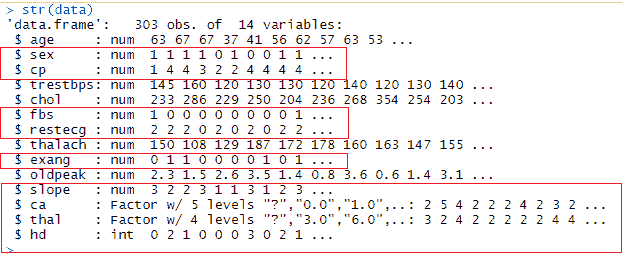 > str(data)
'data.frame':   303 obs. of  14 variables:
 $ age     : num  63 67 67 37 41 56 62 57 63 53 ...
 $ sex     : num  1 1 1 1 0 1 0 0 1 1 ...
 $ cp      : num  1 4 4 3 2 2 4 4 4 4 ...
 $ trestbps: num  145 160 120 130 130 120 140 120 130 140 ...
 $ chol    : num  233 286 229 250 204 236 268 354 254 203 ...
 $ fbs     : num  1 0 0 0 0 0 0 0 0 1 ...
 $ restecg : num  2 2 2 0 2 0 2 0 2 2 ...
 $ thalach : num  150 108 129 187 172 178 160 163 147 155 ...
 $ exang   : num  0 1 1 0 0 0 0 1 0 1 ...
 $ oldpeak : num  2.3 1.5 2.6 3.5 1.4 0.8 3.6 0.6 1.4 3.1 ...
 $ slope   : num  3 2 2 3 1 1 3 1 2 3 ...
 $ ca      : Factor w/ 5 levels "?","0.0","1.0",..: 2 5 4 2 2 2 4 2 3 2 ...
 $ thal    : Factor w/ 4 levels "?","3.0","6.0",..: 3 2 4 2 2 2 2 2 4 4 ...
 $ hd      : int  0 2 1 0 0 0 3 0 2 1 ...
>